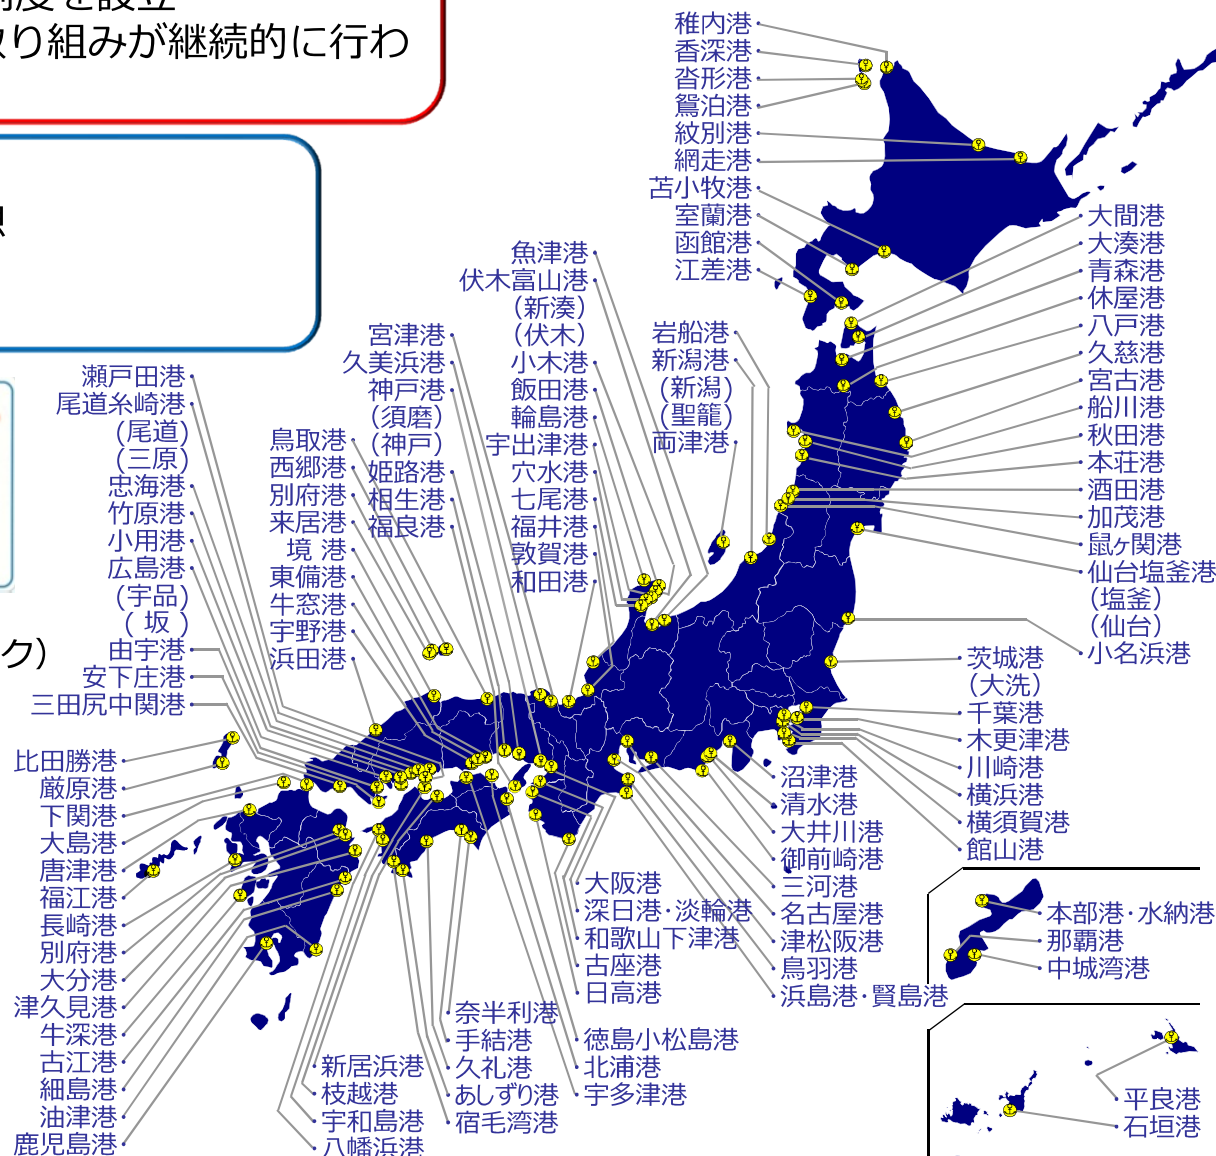 制度を設立
取り組みが継続的に行わ
ク）
稚内港
香深港
沓形港
鴛泊港
紋別港
網走港
苫小牧港
室蘭港
函館港
江差港
大間港
大湊港
青森港
休屋港
八戸港
久慈港
宮古港
船川港
秋田港
本荘港
酒田港
加茂港
鼠ヶ関港
仙台塩釜港
（塩釜）
（仙台）
小名浜港
魚津港
伏木富山港
（新湊）
（伏木）
小木港
飯田港
輪島港
宇出津港
穴水港
七尾港
福井港
敦賀港
和田港
岩船港
新潟港
（新潟）
（聖籠）
両津港
宮津港
久美浜港
神戸港
（須磨）
（神戸）
姫路港
相生港
福良港
鳥取港
西郷港
別府港
来居港
境 港
東備港
牛窓港
宇野港
浜田港
瀬戸田港
尾道糸崎港
（尾道）
（三原）
忠海港
竹原港
小用港
広島港
（宇品）
（ 坂 ）
由宇港
安下庄港
三田尻中関港
比田勝港
厳原港
下関港
大島港
唐津港
福江港
長崎港
別府港
大分港
津久見港
牛深港
古江港
細島港
油津港
鹿児島港
茨城港
（大洗）
千葉港
木更津港
川崎港
横浜港
横須賀港
館山港
沼津港
清水港
大井川港
御前崎港
三河港
名古屋港
津松阪港
鳥羽港
浜島港・賢島港
大阪港
深日港・淡輪港
和歌山下津港
古座港
日高港
徳島小松島港
北浦港
宇多津港
奈半利港
手結港
久礼港
あしずり港
宿毛湾港
新居浜港
枝越港
宇和島港
八幡浜港
本部港・水納港
那覇港
中城湾港
平良港
石垣港